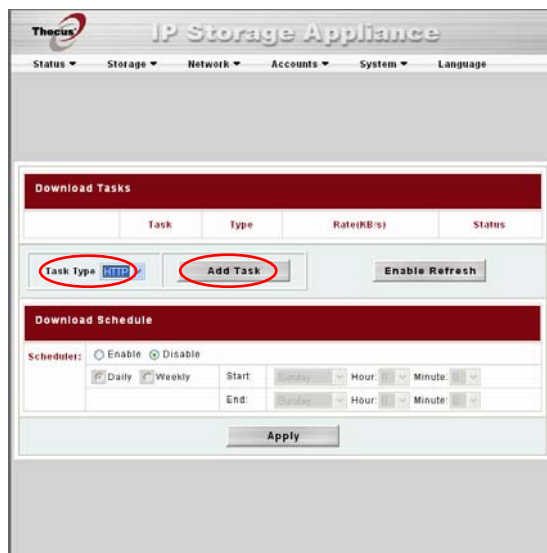 Thecus
IP Storage Appliance
Status Storage Network Accounts System Language
Download Tasks
Task Type Rate(KB/s) Status
Task Type HTTP Add Task Enable Refresh
Download Schedule
Scheduler: Enable Disable
Daily Weekly Start: Sunday Hour: 0 Minute: 0
End: Sunday Hour: 0 Minute: 0
Apply